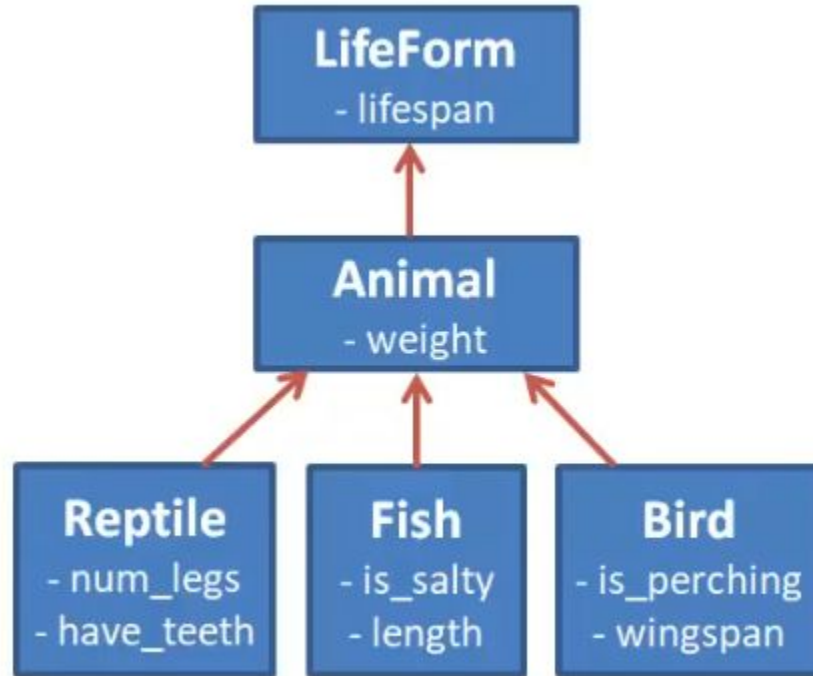 LifeForm
- lifespan
Animal
- weight
Reptile
- num_legs
- have_teeth
Fish
- is_salty
- length
Bird
- is_perching
- wingspan